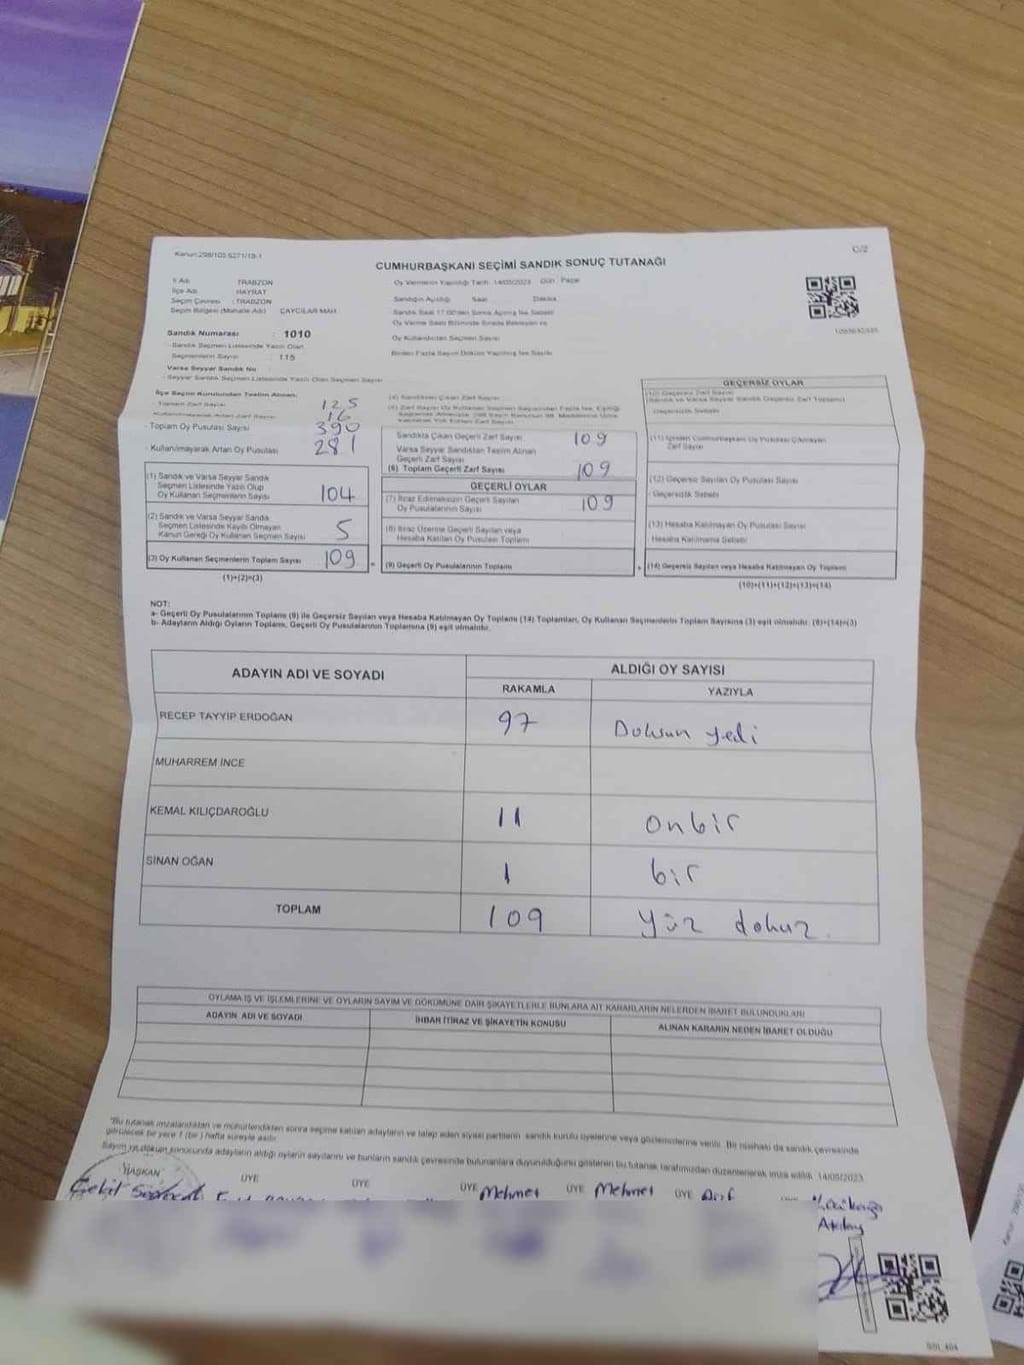 C/2
CUMHURBAŞKANI SEÇİMİ SANDIK SONUÇ TUTANAĞI
İl Adı : TRABZON
İlçe Adı : HAYRAT
Seçim Çevresi : TRABZON
Seçim Bölgesi (Mahalle Adı) : ÇAYCILAR MAH.
Oy Vermenin Yapıldığı Tarih : 14/05/2023 Gün : Pazar
Sandığın Açıldığı Saat Dakika
Sandık Numarası : 1010
Sandık Seçmen Listesinde Yazılı Olan
Seçmenlerin Sayısı : 115
Varsa Seyyar Sandık No
- Seyyar Sandık Seçmen Listesinde Yazılı Olan Seçmen Sayısı
İlçe Seçim Kurulundan Teslim Alınan;
- Toplam Zarf Sayısı 125
- Kullanılmayarak Artan Zarf Sayısı 16
- Toplam Oy Pusulası Sayısı 390
- Kullanılmayarak Artan Oy Pusulası 281
(1) Sandık ve Varsa Seyyar Sandık
Seçmen Listesinde Yazılı Olup
Oy Kullanan Seçmenlerin Sayısı 104
(2) Sandık ve Varsa Seyyar Sandık
Seçmen Listesinde Kayıtlı Olmayan
Kanun Gereği Oy Kullanan Seçmen Sayısı 5
(3) Oy Kullanan Seçmenlerin Toplam Sayısı 109
(1)+(2)=(3)
(4) Sandıktan Çıkan Zarf Sayısı
Sandıkta Çıkan Geçerli Zarf Sayısı 109
Varsa Seyyar Sandıktan Teslim Alınan
Geçerli Zarf Sayısı
(6) Toplam Geçerli Zarf Sayısı 109
GEÇERLİ OYLAR
(7) İtiraz Edilmeksizin Geçerli Sayılan
Oy Pusulalarının Sayısı 109
(8) İtiraz Üzerine Geçerli Sayılan veya
Hesaba Katılan Oy Pusulası Toplamı
(9) Geçerli Oy Pusulalarının Toplamı
GEÇERSİZ OYLAR
Geçersizlik Sebebi
(12) Geçersiz Sayılan Oy Pusulası Sayısı
Geçersizlik Sebebi
(13) Hesaba Katılmayan Oy Pusulası Sayısı
Hesaba Katılmama Sebebi
(14) Geçersiz Sayılan veya Hesaba Katılmayan Oy Toplamı
(10)+(11)+(12)+(13)=(14)
NOT:
a- Geçerli Oy Pusulalarının Toplamı (9) ile Geçersiz Sayılan veya Hesaba Katılmayan Oy Toplamı (14) Toplamları, Oy Kullanan Seçmenlerin Toplam Sayısına (3) eşit olmalıdır. (9)+(14)=(3)
b- Adayların Aldığı Oyların Toplamı, Geçerli Oy Pusulalarının Toplamına (9) eşit olmalıdır.
ADAYIN ADI VE SOYADI ALDIĞI OY SAYISI
RAKAMLA YAZIYLA
RECEP TAYYİP ERDOĞAN 97 Doksan yedi
MUHARREM İNCE
KEMAL KILIÇDAROĞLU 11 onbir
SİNAN OĞAN 1 bir
TOPLAM 109 yüz dokuz
OYLAMA İŞ VE İŞLEMLERİNE VE OYLARIN SAYIM VE DÖKÜMÜNE DAİR ŞİKAYETLERLE BUNLARA AİT KARARLARIN NELERDEN İBARET BULUNDUKLARI
ADAYIN ADI VE SOYADI İHBAR İTİRAZ VE ŞİKAYETİN KONUSU ALINAN KARARIN NEDEN İBARET OLDUĞU
"Bu tutanak imzalandıktan ve mühürlendikten sonra seçime katılan adayların ve talep eden siyasi partilerin sandık kurulu üyelerine veya gözlemcilerine verilir. Bir nüshası da sandık çevresinde
görülecek bir yere 1 (bir) hafta süreyle asılır.
Sayım ve döküm sonucunda adayların aldığı oyların sayılarını ve bunların sandık çevresinde bulunanlara duyurulduğunu gösteren bu tutanak tarafımızdan düzenlenerek imza edildi. 14/05/2023
BAŞKAN ÜYE ÜYE ÜYE ÜYE ÜYE
Mehmet Mehmet Arif